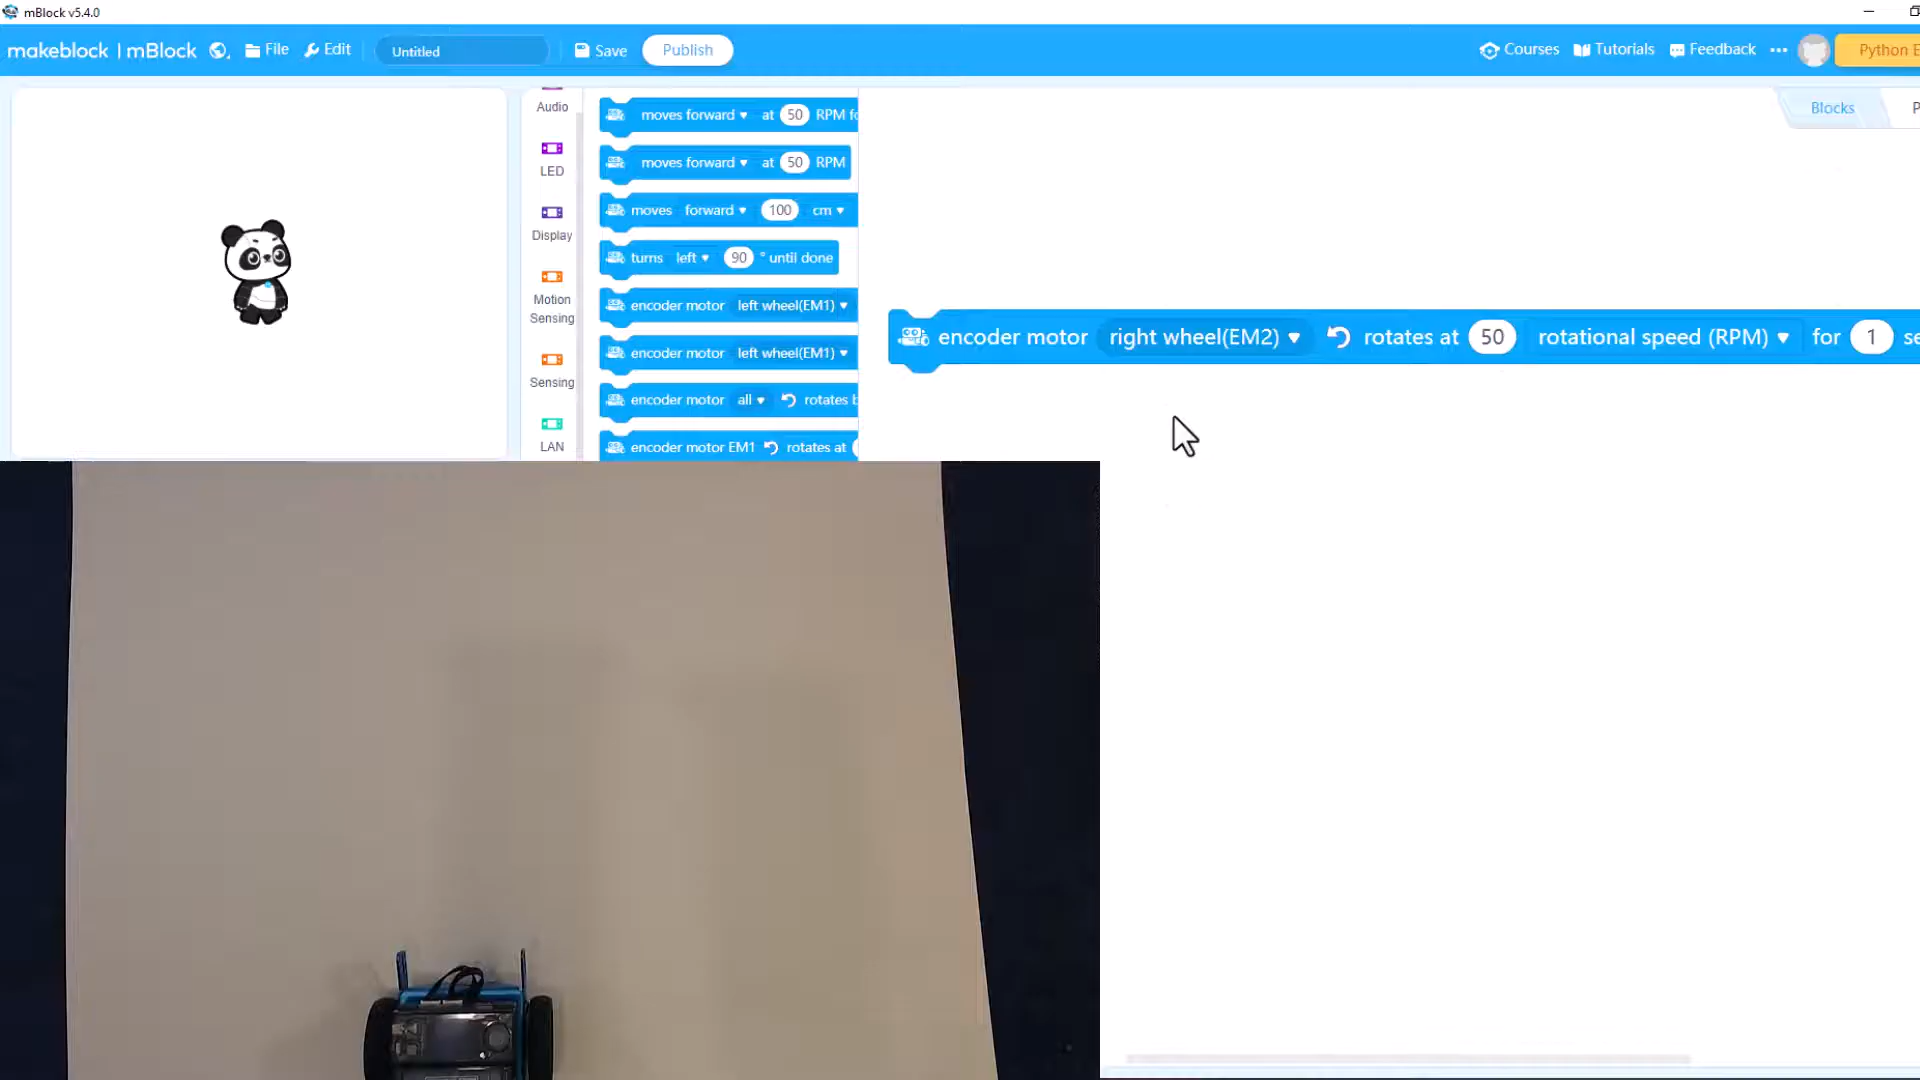 mBlock v5.4.0
makeblock | mBlock File Edit Untitled Save Publish Courses Tutorials Feedback Python E
Audio
LED
Display
Motion
Sensing
Sensing
LAN
moves forward at 50 RPM fo
moves forward at 50 RPM
moves forward 100 cm
turns left 90 ° until done
encoder motor left wheel(EM1)
encoder motor left wheel(EM1)
encoder motor all rotates b
encoder motor EM1 rotates at
Blocks P
encoder motor right wheel(EM2) rotates at 50 rotational speed (RPM) for 1 se